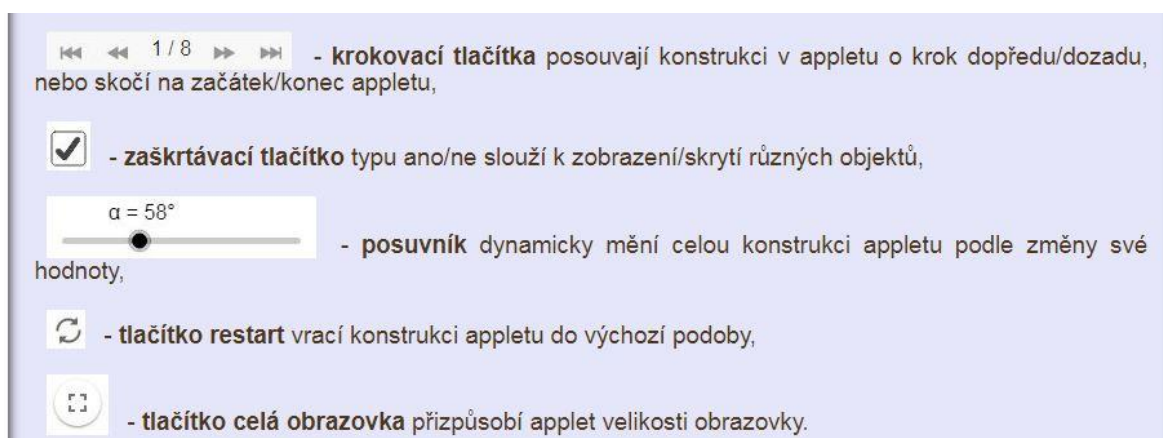 1 / 8 - krokovací tlačítka posouvají konstrukci v appletu o krok dopředu/dozadu,
nebo skočí na začátek/konec appletu,
- zaškrtávací tlačítko typu ano/ne slouží k zobrazení/skrytí různých objektů,
α = 58°
- posuvník dynamicky mění celou konstrukci appletu podle změny své
hodnoty,
- tlačítko restart vrací konstrukci appletu do výchozí podoby,
- tlačítko celá obrazovka přizpůsobí applet velikosti obrazovky.